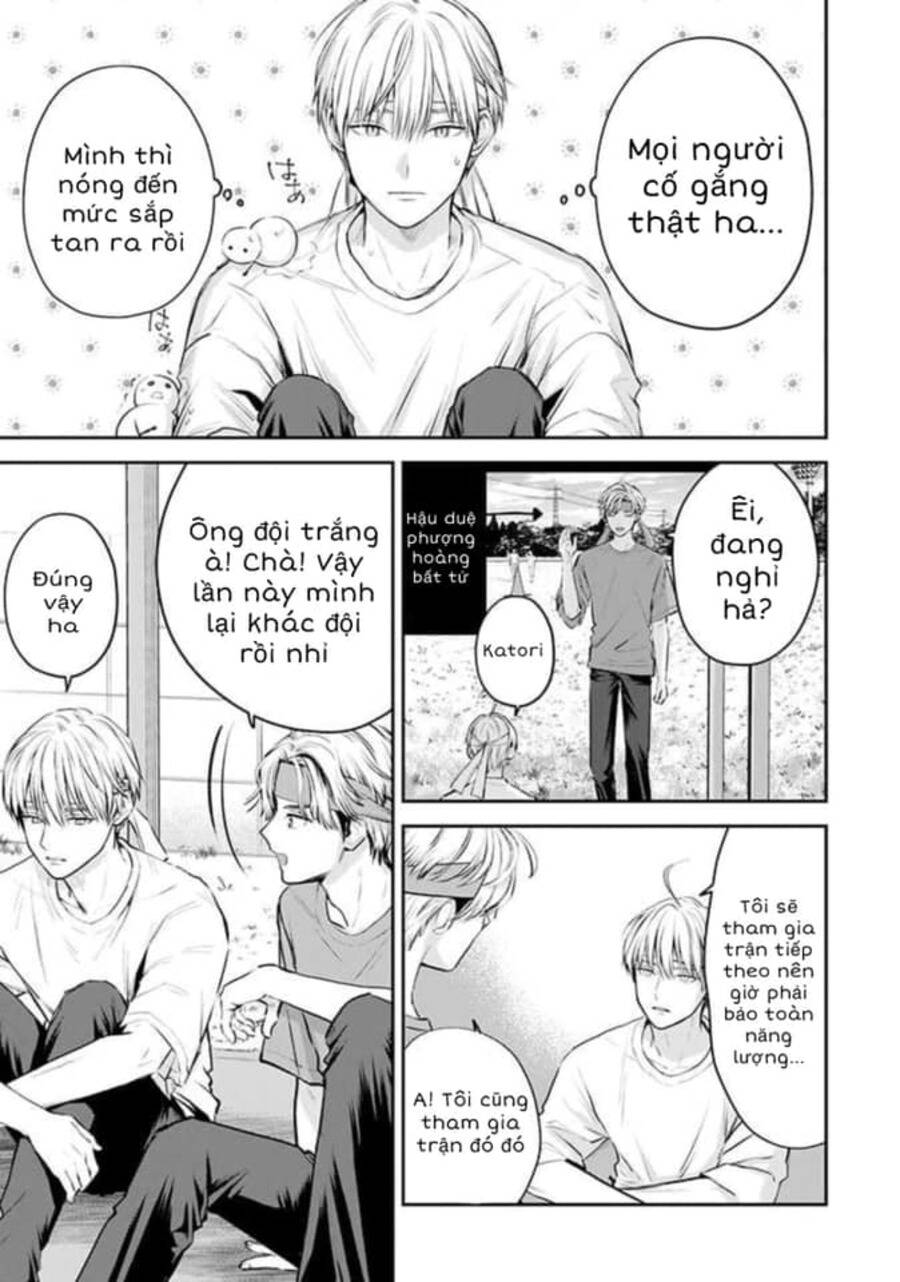 Mọi người
cố gắng
thật ha...
Mình thì
nóng đến
mức sắp
tan ra rồi
はぁ
はぁ
Êi,
đang
nghỉ
hả?
Hậu duệ
phượng
hoàng
bất tử
Katori
Tôi sẽ
tham gia
trận tiếp
theo nên
giờ phải
bảo toàn
năng
lượng...
A! Tôi cũng
tham gia
trận đó đó
Ông đội trắng
à! Chà! Vậy
lần này mình
lại khác đội
rồi nhỉ
Đúng
vậy
ha